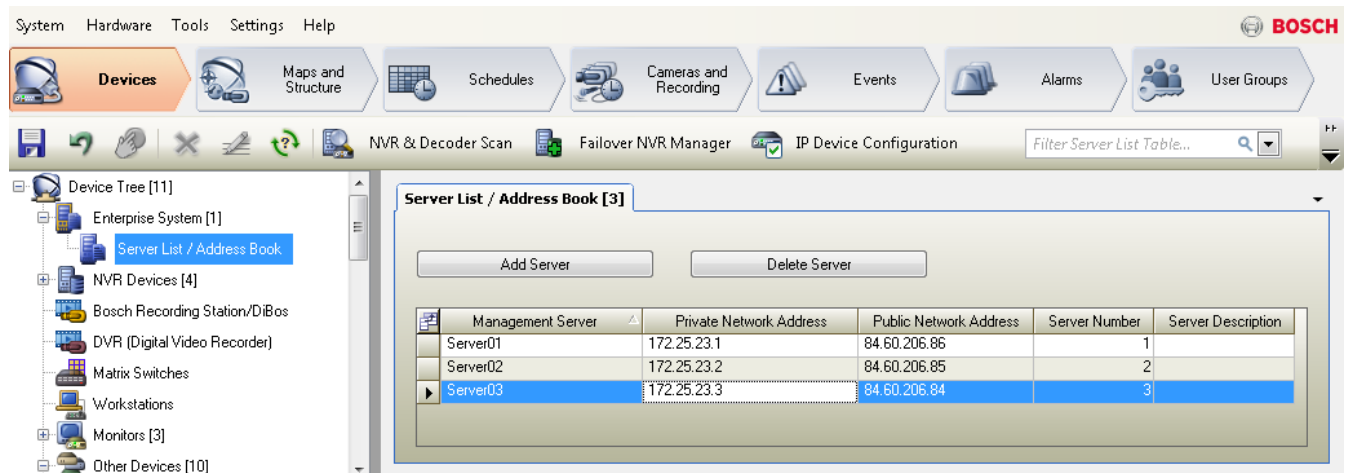 System Hardware Tools Settings Help
BOSCH
Devices Maps and Structure Schedules Cameras and Recording Events Alarms User Groups
NVR & Decoder Scan Failover NVR Manager IP Device Configuration Filter Server List Table...
Device Tree [11]
Enterprise System [1]
Server List / Address Book
NVR Devices [4]
Bosch Recording Station/DiBos
DVR (Digital Video Recorder)
Matrix Switches
Workstations
Monitors [3]
Other Devices [10]
Server List / Address Book [3]
Add Server Delete Server
Management Server Private Network Address Public Network Address Server Number Server Description
Server01 172.25.23.1 84.60.206.86 1
Server02 172.25.23.2 84.60.206.85 2
Server03 172.25.23.3 84.60.206.84 3